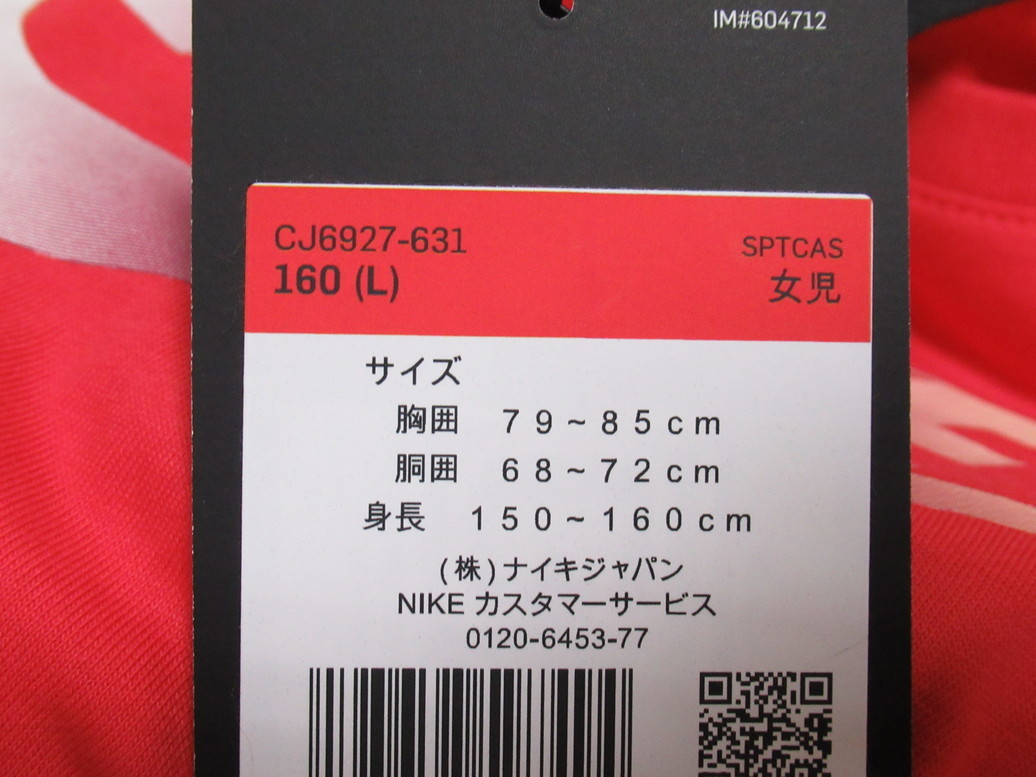 IM#604712
CJ6927-631
SPTCAS
160 (L)
女児
サイズ
胸囲 79~85cm
胴囲 68~72cm
身長 150~160cm
(株)ナイキジャパン
NIKE カスタマーサービス
0120-6453-77